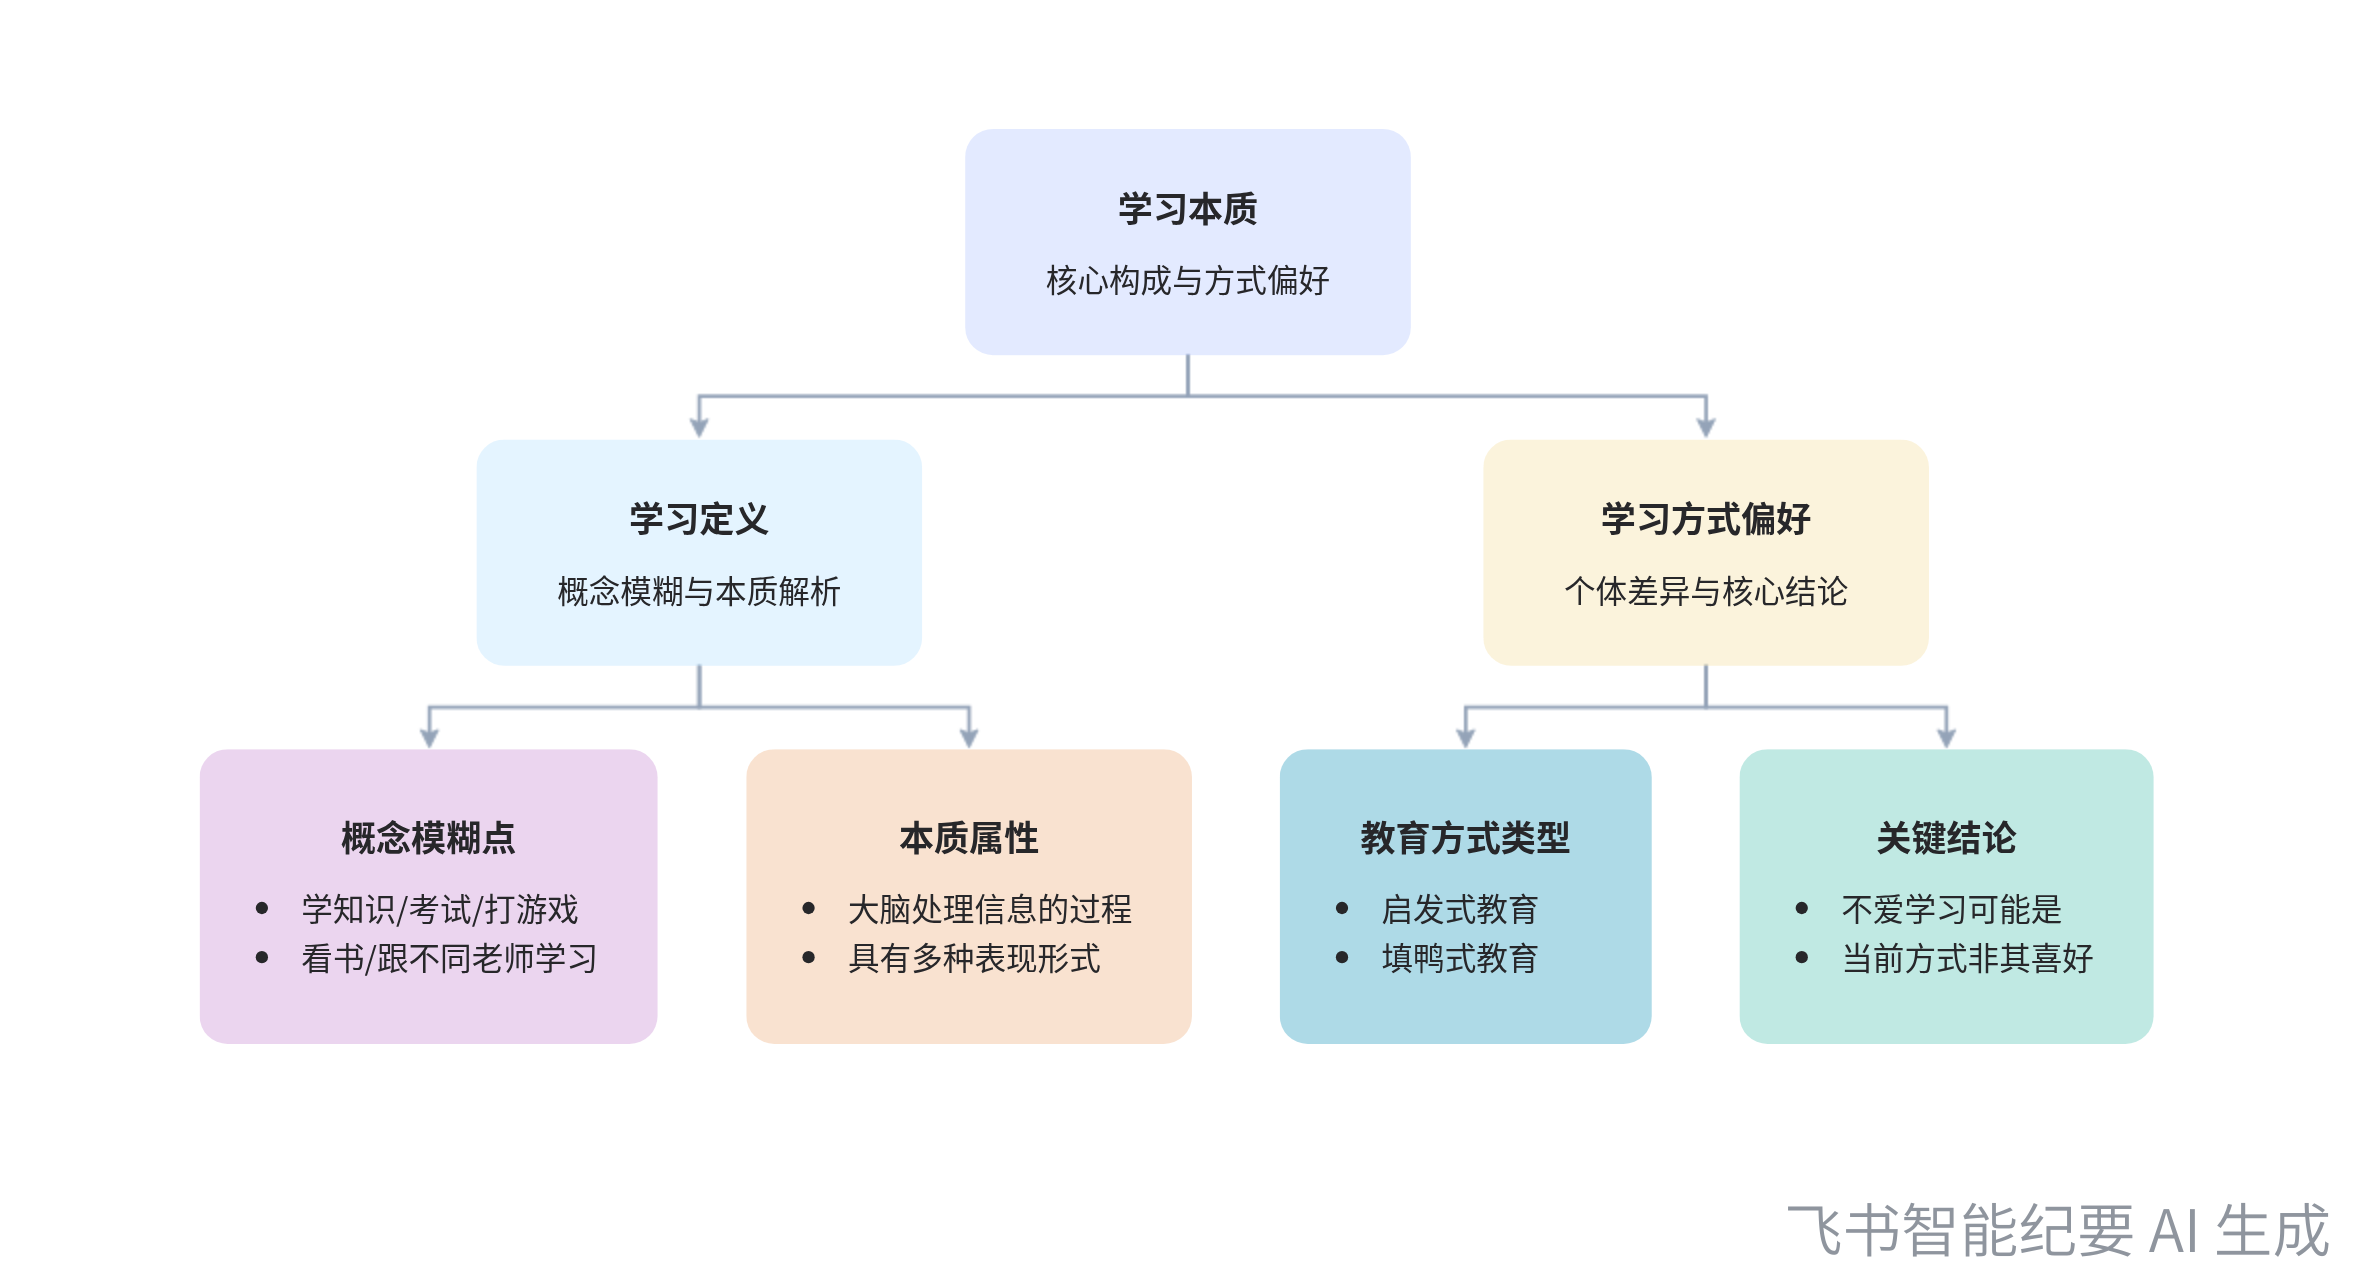 学习本质
核心构成与方式偏好
学习定义
概念模糊与本质解析
学习方式偏好
个体差异与核心结论
概念模糊点
• 学知识/考试/打游戏
• 看书/跟不同老师学习
本质属性
• 大脑处理信息的过程
• 具有多种表现形式
教育方式类型
• 启发式教育
• 填鸭式教育
关键结论
• 不爱学习可能是
• 当前方式非其喜好
飞书智能纪要 AI 生成